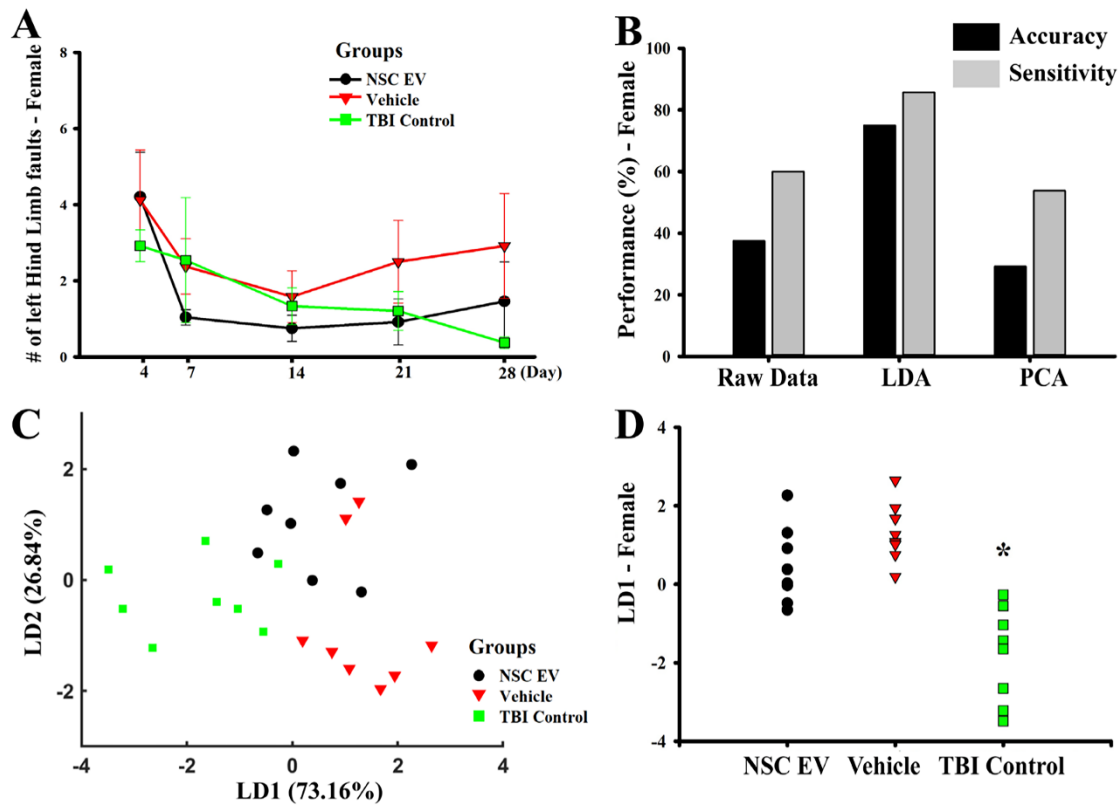 A
# of left Hind Limb faults - Female
8
6
4
2
0
4 7 14 21 28 (Day)
Groups
NSC EV
Vehicle
TBI Control
B
Performance (%) - Female
100
80
60
40
20
0
Accuracy
Sensitivity
Raw Data LDA PCA
C
LD2 (26.84%)
2
0
-2
-4 -2 0 2 4
LD1 (73.16%)
Groups
NSC EV
Vehicle
TBI Control
D
LD1 - Female
4
2
0
-2
-4
*
NSC EV Vehicle TBI Control